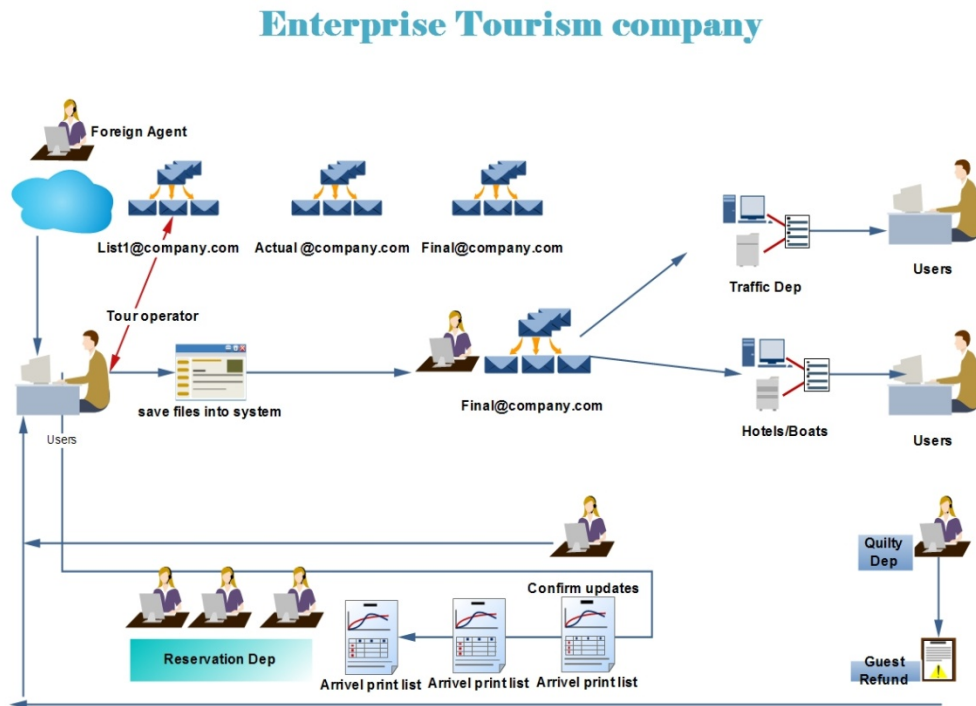 Enterprise Tourism company
Foreign Agent
List1@company.com
Actual @company.com
Final@company.com
Traffic Dep
Users
Tour operator
save files into system
Final@company.com
Hotels/Boats
Users
Users
Quilty
Dep
Confirm updates
Reservation Dep
Arrivel print list
Arrivel print list
Arrivel print list
Guest
Refund